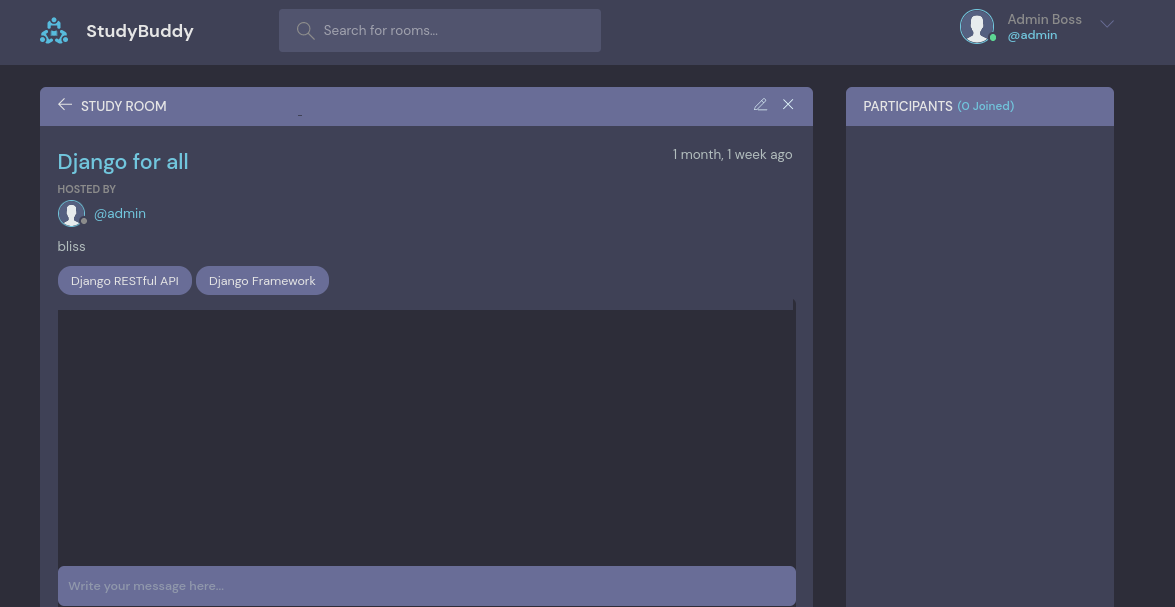 StudyBuddy
Search for rooms...
Admin Boss
@admin
STUDY ROOM
Django for all
1 month, 1 week ago
HOSTED BY
@admin
bliss
Django RESTful API Django Framework
Write your message here...
PARTICIPANTS (0 Joined)